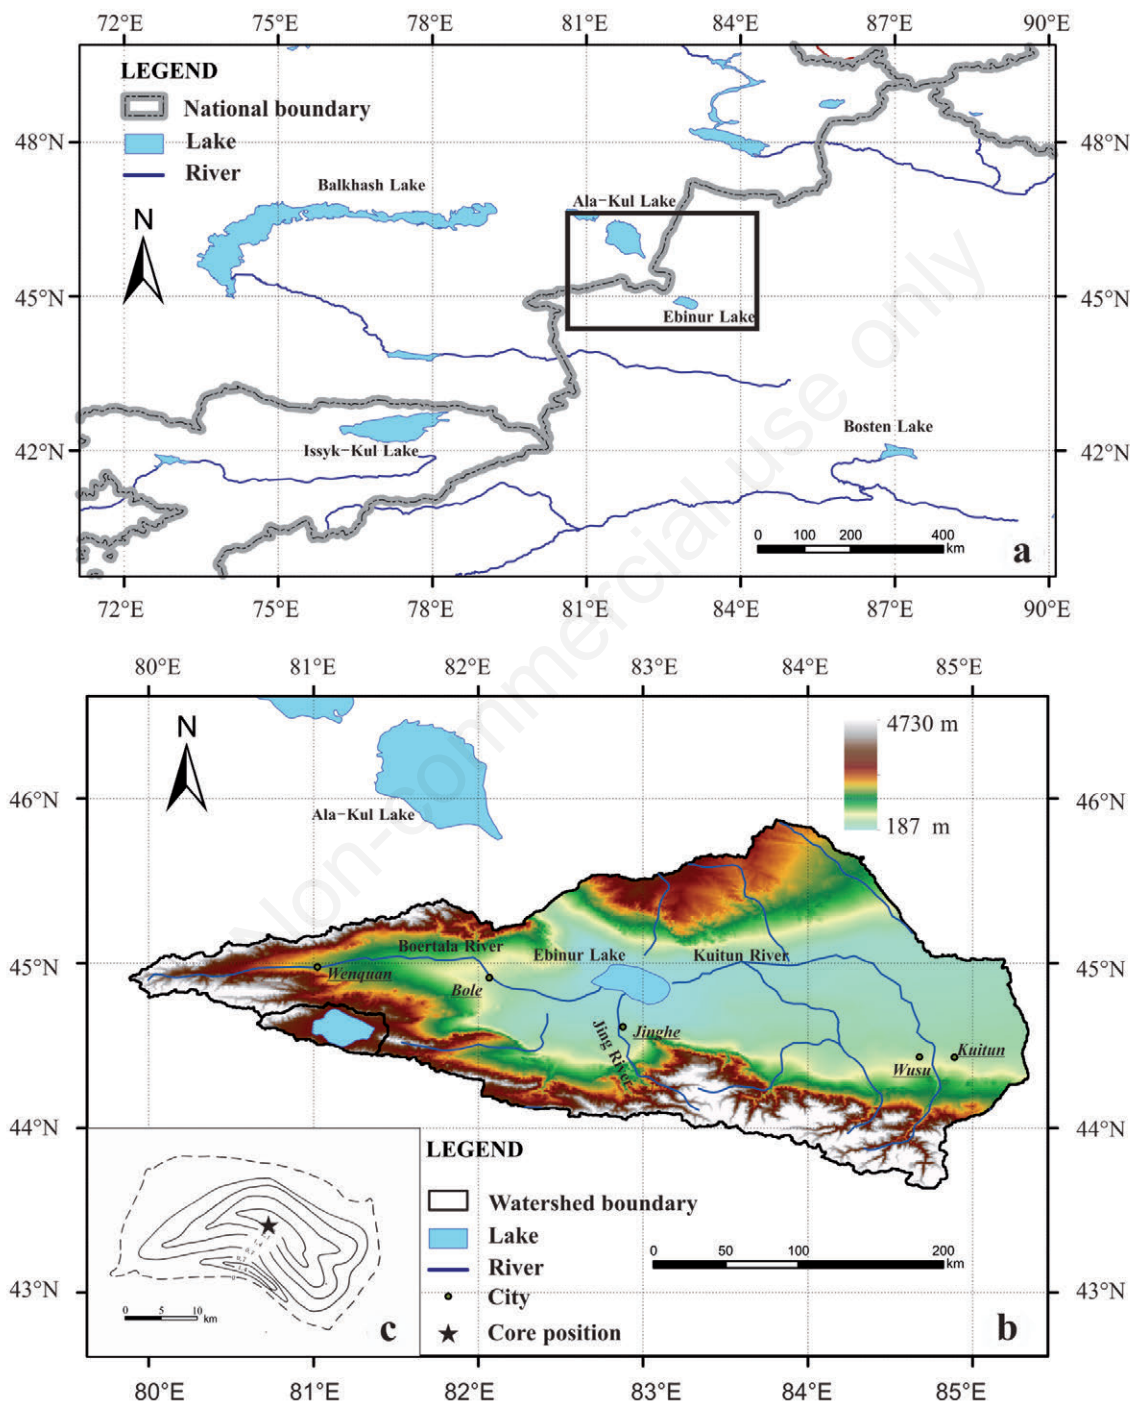 72°E 75°E 78°E 81°E 84°E 87°E 90°E
LEGEND
National boundary
Lake
River
48°N 48°N
Balkhash Lake
Ala-Kul Lake
N
45°N 45°N
Ebinur Lake
Bosten Lake
Issyk-Kul Lake
42°N 42°N
0 100 200 400
km
a
72°E 75°E 78°E 81°E 84°E 87°E 90°E
Non-commercial use only
80°E 81°E 82°E 83°E 84°E 85°E
N
4730 m
187 m
46°N 46°N
Ala-Kul Lake
Boertala River
Ebinur Lake
Kuitun River
45°N 45°N
Wenquan
Bole
Jinghe
Jing River
Kuitun
Wusu
44°N 44°N
LEGEND
Watershed boundary
Lake
River
City
Core position
0 50 100 200
km
43°N 43°N
0 5 10
km
c
b
80°E 81°E 82°E 83°E 84°E 85°E